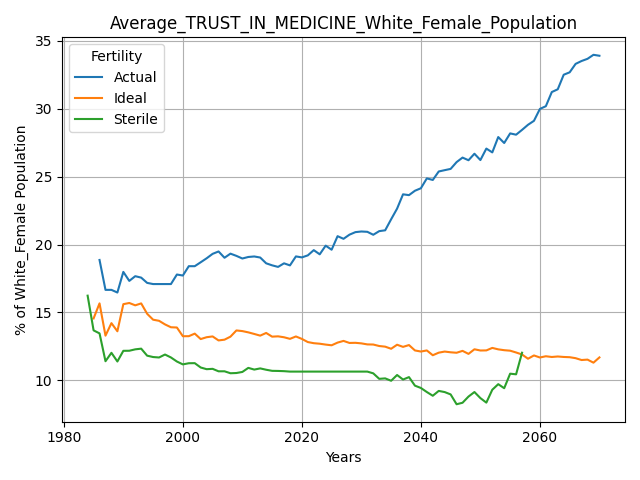 Average_TRUST_IN_MEDICINE_White_Female_Population
Fertility
Actual
Ideal
Sterile
% of White_Female Population
35
30
25
20
15
10
1980
2000
2020
2040
2060
Years